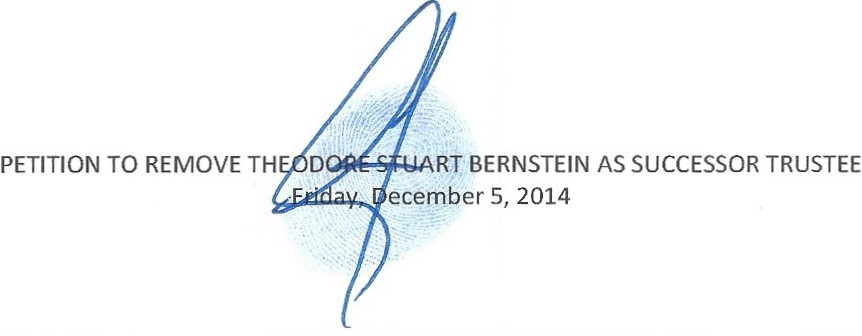 PETITION TO REMOVE THEODORE STUART BERNSTEIN AS SUCCESSOR TRUSTEE
Friday, December 5, 2014